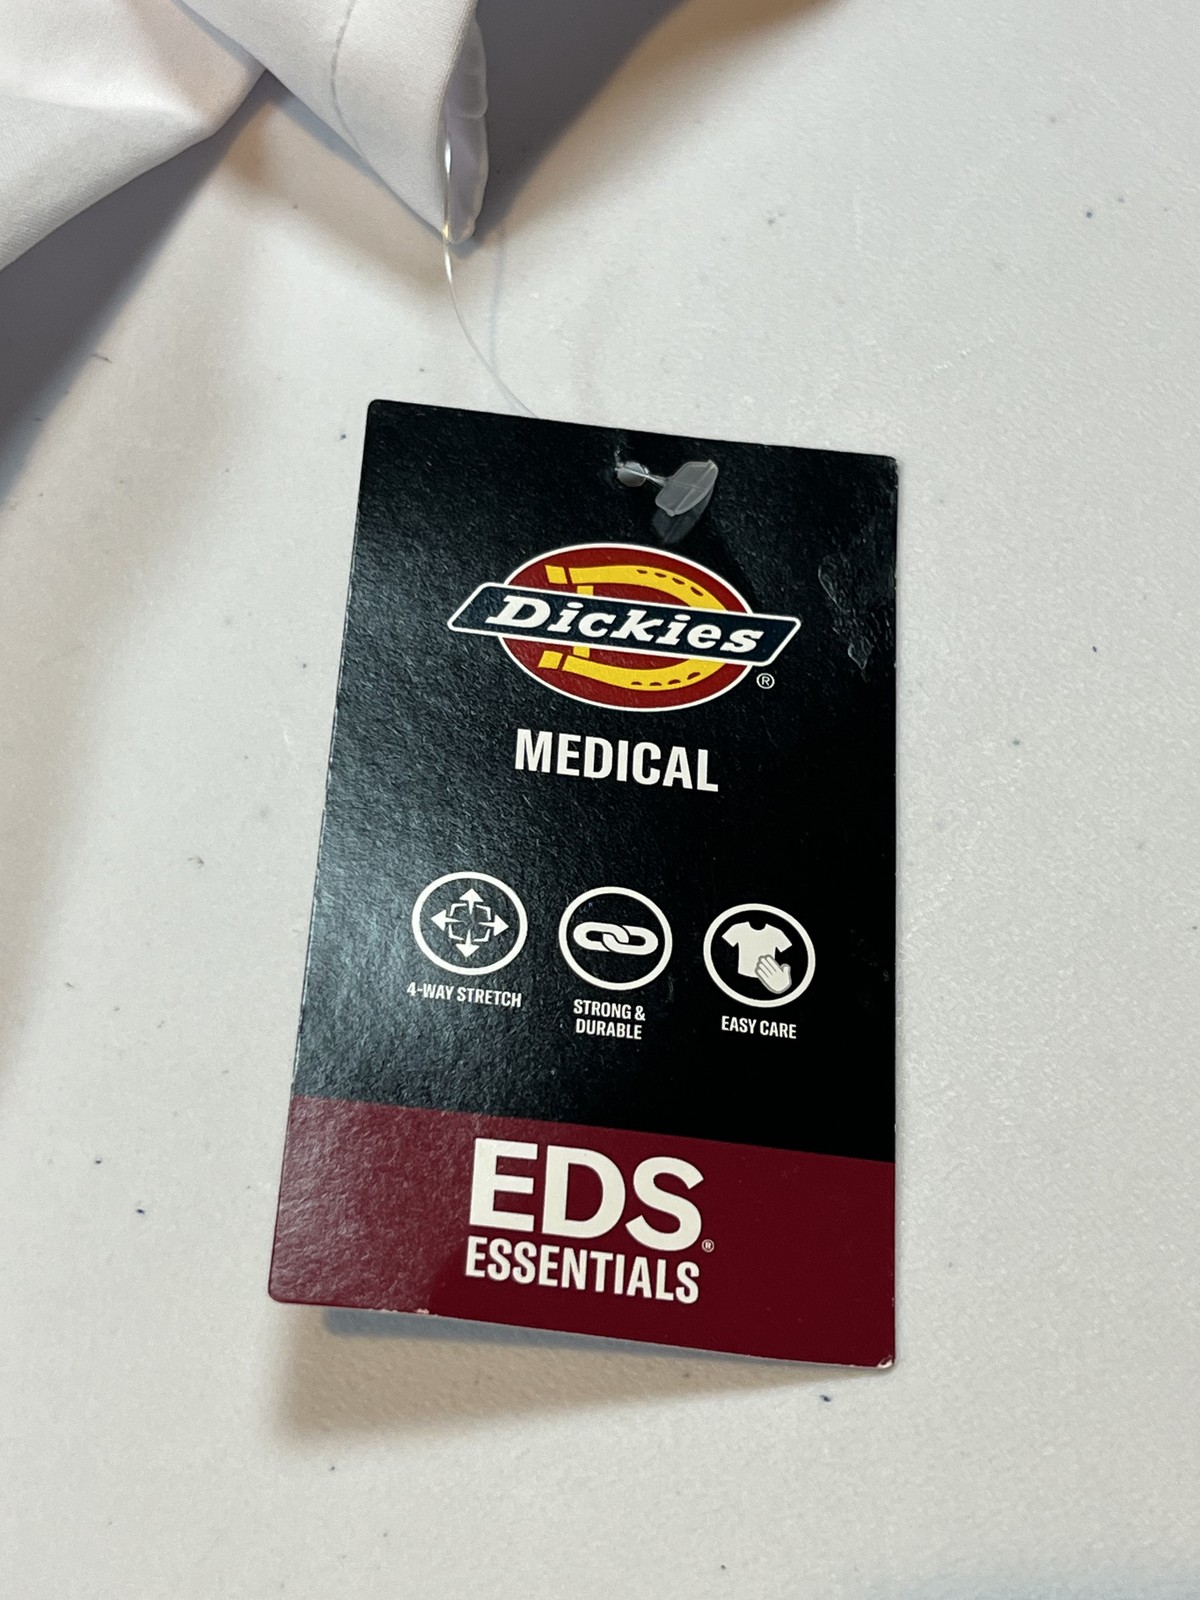 Dickies®
MEDICAL
4-WAY STRETCH
STRONG &
DURABLE
EASY CARE
EDS®
ESSENTIALS